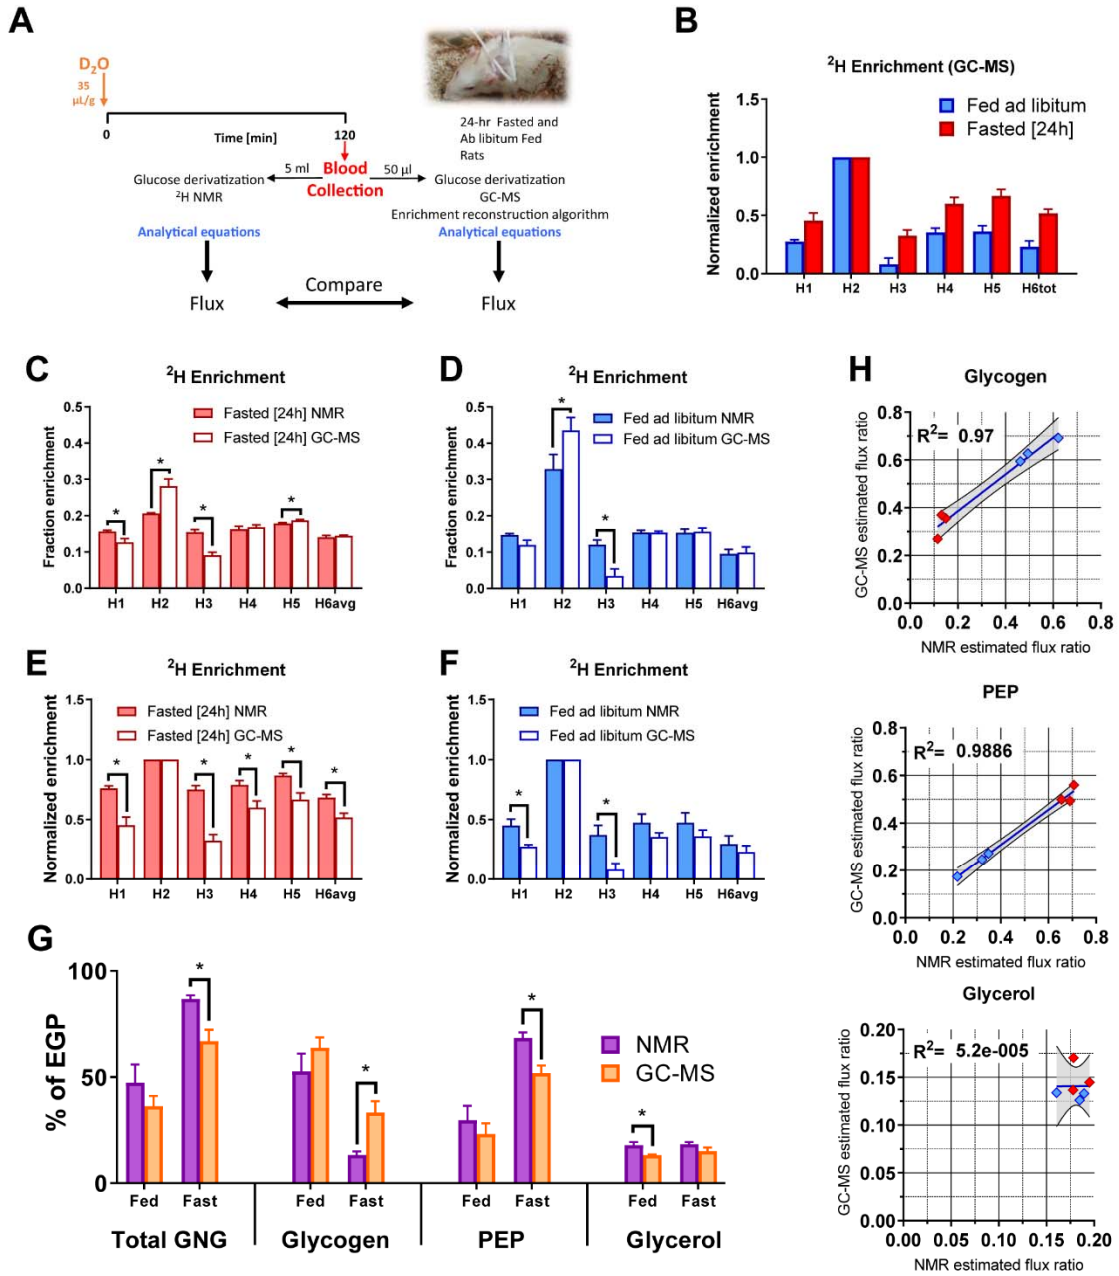 A
D2O
35
µL/g
0
Time [min]
120
24-hr Fasted and
Ab libitum Fed
Rats
5 ml
Blood
Collection
50 µl
Glucose derivatization
²H NMR
Analytical equations
Glucose derivatization
GC-MS
Enrichment reconstruction algorithm
Analytical equations
Flux
Compare
Flux
B
²H Enrichment (GC-MS)
Fed ad libitum
Fasted [24h]
Normalized enrichment
1.5
1.0
0.5
0.0
H1 H2 H3 H4 H5 H6tot
C
²H Enrichment
Fasted [24h] NMR
Fasted [24h] GC-MS
Fraction enrichment
0.5
0.4
0.3
0.2
0.1
0.0
* * * *
H1 H2 H3 H4 H5 H6avg
D
²H Enrichment
Fed ad libitum NMR
Fed ad libitum GC-MS
Fraction enrichment
0.5
0.4
0.3
0.2
0.1
0.0
* *
H1 H2 H3 H4 H5 H6avg
E
²H Enrichment
Fasted [24h] NMR
Fasted [24h] GC-MS
Normalized enrichment
1.5
1.0
0.5
0.0
* * * * *
H1 H2 H3 H4 H5 H6avg
F
²H Enrichment
Fed ad libitum NMR
Fed ad libitum GC-MS
Normalized enrichment
1.5
1.0
0.5
0.0
* *
H1 H2 H3 H4 H5 H6avg
G
% of EGP
100
50
0
* * * *
NMR
GC-MS
Fed Fast Fed Fast Fed Fast Fed Fast
Total GNG Glycogen PEP Glycerol
H
Glycogen
R²= 0.97
GC-MS estimated flux ratio
0.8
0.6
0.4
0.2
0.0
0.0 0.2 0.4 0.6 0.8
NMR estimated flux ratio
PEP
R²= 0.9886
GC-MS estimated flux ratio
0.8
0.6
0.4
0.2
0.0
0.0 0.2 0.4 0.6 0.8
NMR estimated flux ratio
Glycerol
R²= 5.2e-005
GC-MS estimated flux ratio
0.20
0.15
0.10
0.05
0.00
0.00 0.05 0.10 0.15 0.20
NMR estimated flux ratio